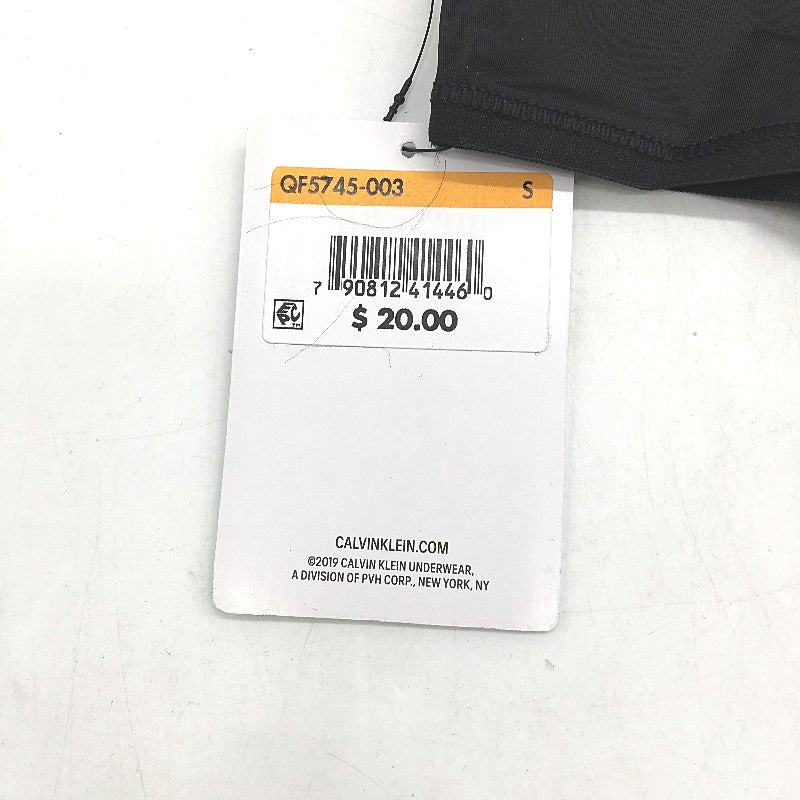 QF5745-003 S
7 90812 41446 0
$ 20.00
CALVINKLEIN.COM
©2019 CALVIN KLEIN UNDERWEAR,
A DIVISION OF PVH CORP., NEW YORK, NY